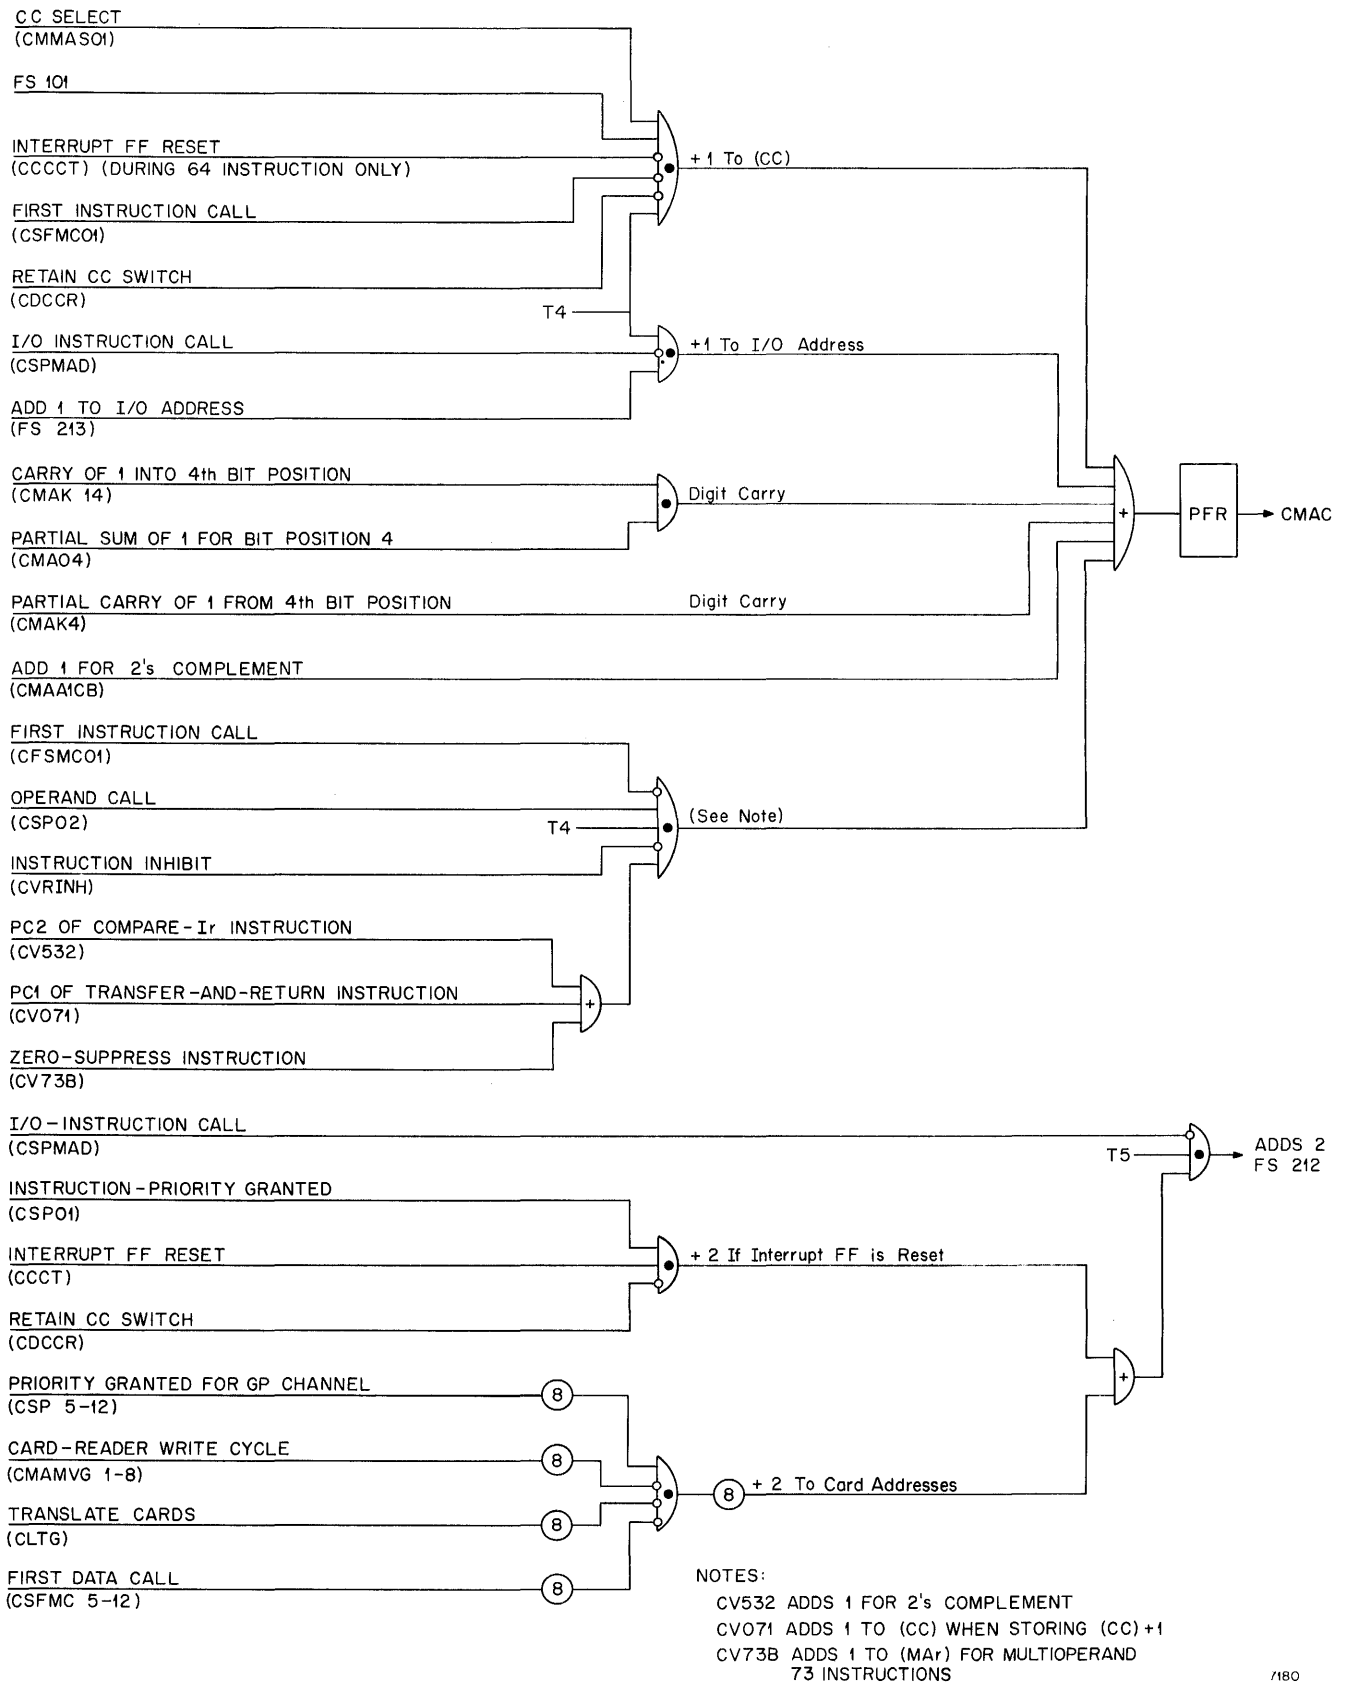 CC SELECT
(CMMAS01)
FS 101
INTERRUPT FF RESET
(CCCCT) (DURING 64 INSTRUCTION ONLY)
+1 To (CC)
FIRST INSTRUCTION CALL
(CSFMC01)
RETAIN CC SWITCH
(CDCCR)
T4
I/O INSTRUCTION CALL
(CSPMAD)
+1 To I/O Address
ADD 1 TO I/O ADDRESS
(FS 213)
CARRY OF 1 INTO 4th BIT POSITION
(CMAK 14)
Digit Carry
+
PFR
CMAC
PARTIAL SUM OF 1 FOR BIT POSITION 4
(CMA04)
PARTIAL CARRY OF 1 FROM 4th BIT POSITION
(CMAK4)
Digit Carry
ADD 1 FOR 2's COMPLEMENT
(CMAA1CB)
FIRST INSTRUCTION CALL
(CFSMC01)
OPERAND CALL
(CSP02)
T4
(See Note)
INSTRUCTION INHIBIT
(CVRINH)
PC2 OF COMPARE-Ir INSTRUCTION
(CV532)
PC1 OF TRANSFER-AND-RETURN INSTRUCTION
(CV071)
+
ZERO-SUPPRESS INSTRUCTION
(CV73B)
I/O-INSTRUCTION CALL
(CSPMAD)
T5
ADDS 2
FS 212
INSTRUCTION-PRIORITY GRANTED
(CSP01)
INTERRUPT FF RESET
(CCCT)
+ 2 If Interrupt FF is Reset
RETAIN CC SWITCH
(CDCCR)
+
PRIORITY GRANTED FOR GP CHANNEL
(CSP 5-12)
8
CARD-READER WRITE CYCLE
(CMAMVG 1-8)
8
8
+ 2 To Card Addresses
TRANSLATE CARDS
(CLTG)
8
FIRST DATA CALL
(CSFMC 5-12)
8
NOTES:
CV532 ADDS 1 FOR 2's COMPLEMENT
CV071 ADDS 1 TO (CC) WHEN STORING (CC)+1
CV73B ADDS 1 TO (MAr) FOR MULTIOPERAND
73 INSTRUCTIONS
7180